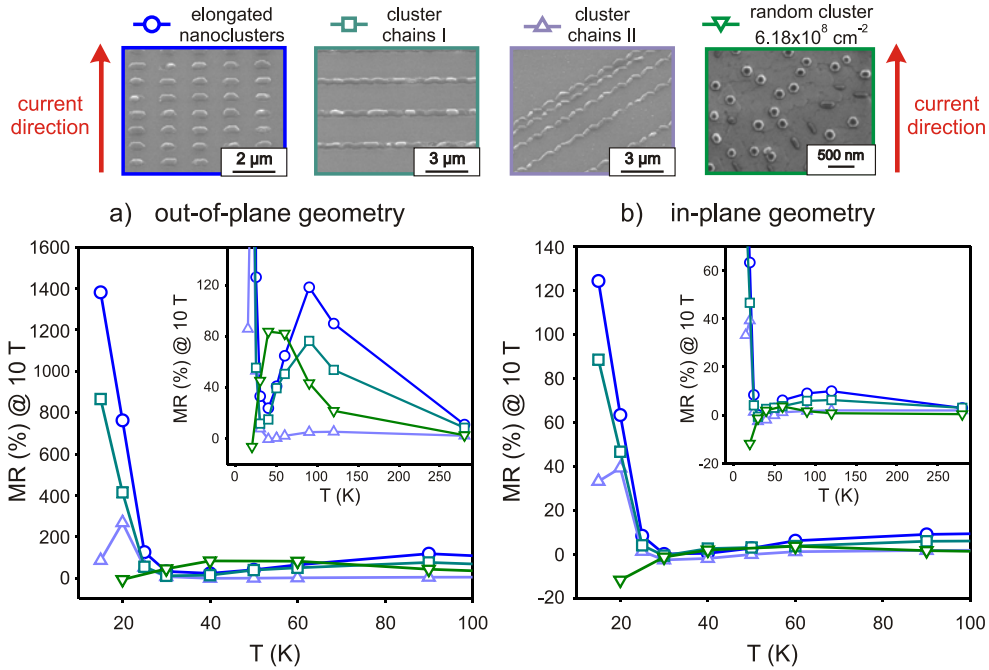 elongated
nanoclusters
cluster
chains I
cluster
chains II
random cluster
6.18x10⁸ cm⁻²
current
direction
2 µm
3 µm
3 µm
500 nm
current
direction
a) out-of-plane geometry
b) in-plane geometry
MR (%) @ 10 T
1600
1400
1200
1000
800
600
400
200
0
20
40
60
80
100
T (K)
MR (%) @ 10 T
120
80
40
0
0
50
100
150
200
250
T (K)
MR (%) @ 10 T
140
120
100
80
60
40
20
0
-20
20
40
60
80
100
T (K)
MR (%) @ 10 T
60
40
20
0
-20
0
50
100
150
200
250
T (K)